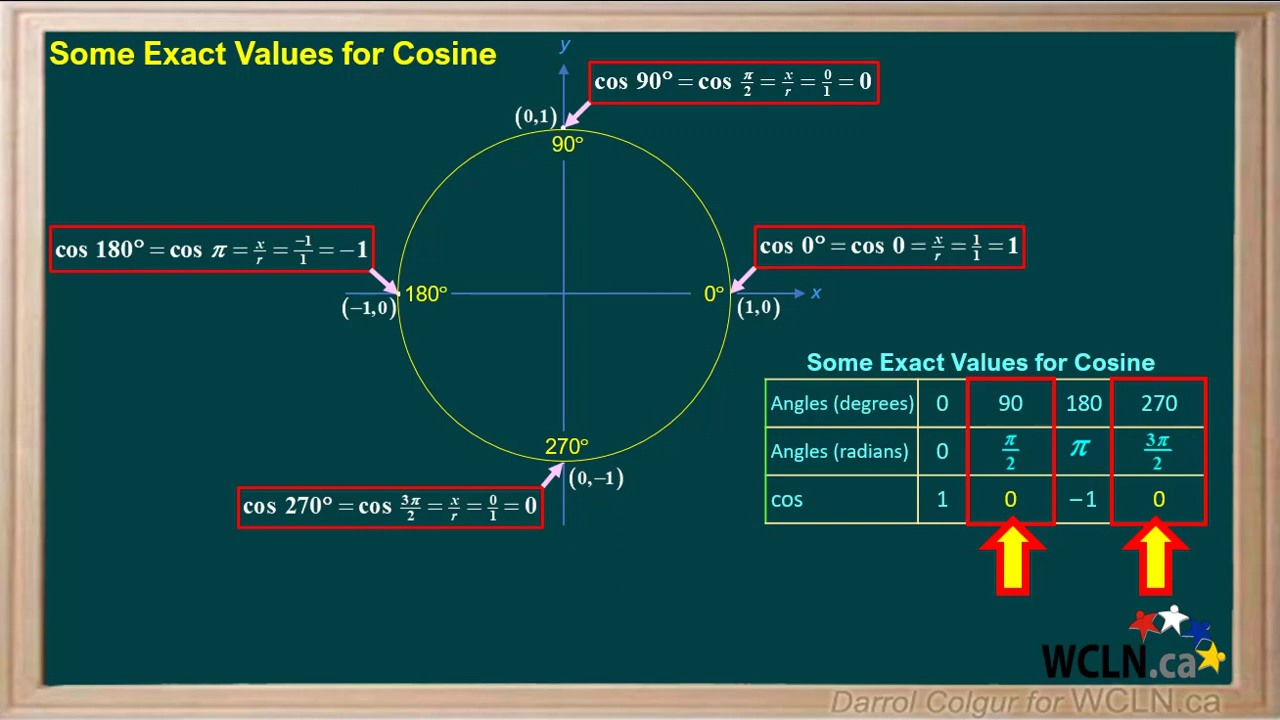 Some Exact Values for Cosine
y
cos 90° = cos π/2 = x/r = 0/1 = 0
(0,1)
90°
cos 180° = cos π = x/r = −1/1 = −1
cos 0° = cos 0 = x/r = 1/1 = 1
180°
0°
x
(−1,0)
(1,0)
270°
(0,−1)
cos 270° = cos 3π/2 = x/r = 0/1 = 0
Some Exact Values for Cosine
Angles (degrees) 0 90 180 270
Angles (radians) 0 π/2 π 3π/2
cos 1 0 −1 0
WCLN.ca
Darrol Colgur for WCLN.ca